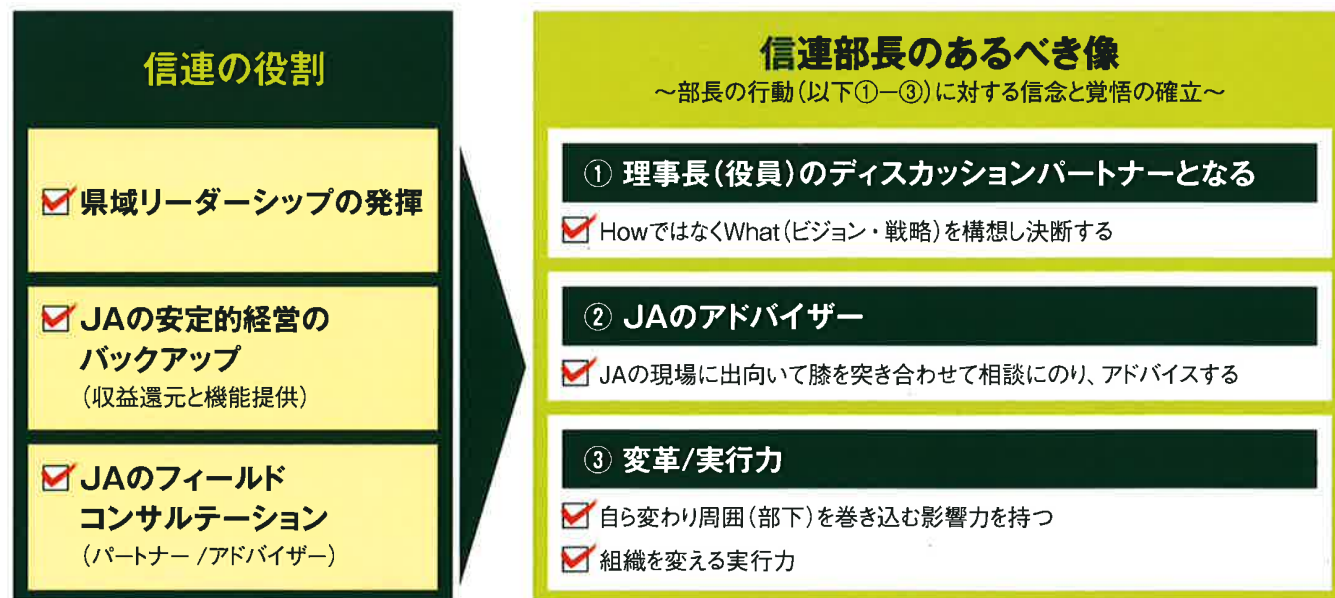 信連の役割
県域リーダーシップの発揮
JAの安定的経営の
バックアップ
(収益還元と機能提供)
JAのフィールド
コンサルテーション
(パートナー/アドバイザー)
信連部長のあるべき像
～部長の行動(以下①ー③)に対する信念と覚悟の確立～
① 理事長(役員)のディスカッションパートナーとなる
HowではなくWhat(ビジョン・戦略)を構想し決断する
② JAのアドバイザー
JAの現場に出向いて膝を突き合わせて相談にのり、アドバイスする
③ 変革/実行力
自ら変わり周囲(部下)を巻き込む影響力を持つ
組織を変える実行力